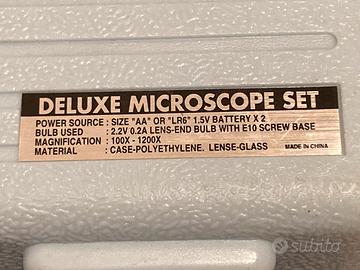 DELUXE MICROSCOPE SET
POWER SOURCE : SIZE "AA" OR "LR6" 1.5V BATTERY X 2
BULB USED : 2.2V 0.2A LENS-END BULB WITH E10 SCREW BASE
MAGNIFICATION : 100X - 1200X
MATERIAL : CASE-POLYETHYLENE. LENSE-GLASS MADE IN CHINA
subito